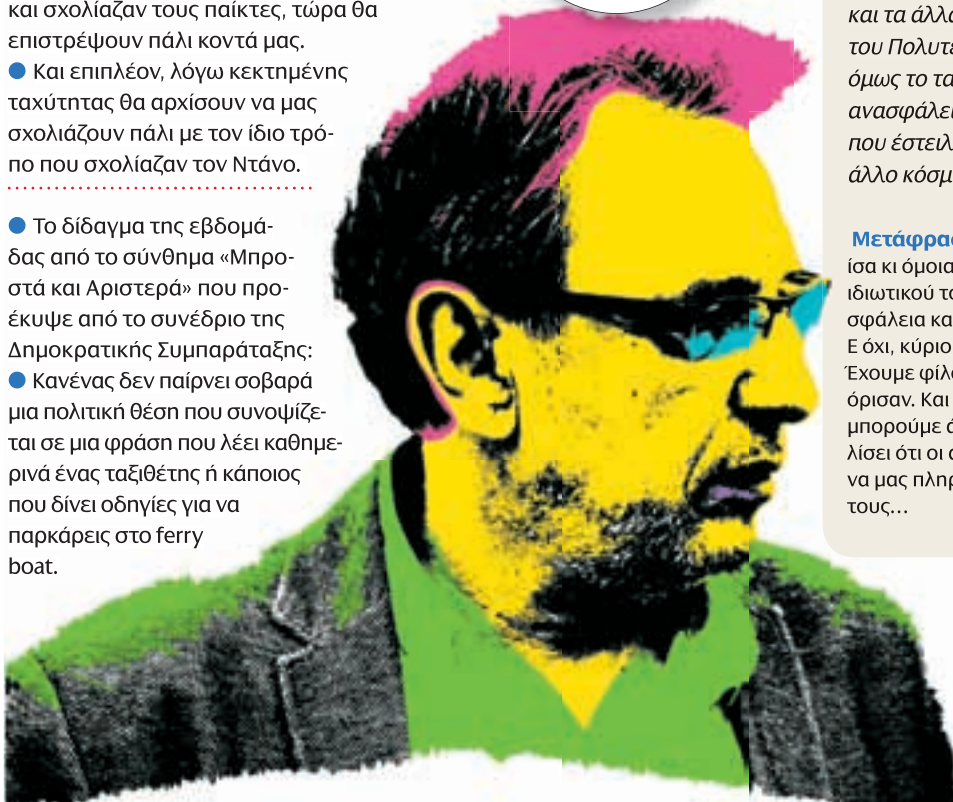 και σχολίαζαν τους παίκτες, τώρα θα
επιστρέψουν πάλι κοντά μας.
● Και επιπλέον, λόγω κεκτημένης
ταχύτητας θα αρχίσουν να μας
σχολιάζουν πάλι με τον ίδιο τρό-
πο που σχολίαζαν τον Ντάνο.
● Το δίδαγμα της εβδομά-
δας από το σύνθημα «Μπρο-
στά και Αριστερά» που προ-
έκυψε από το συνέδριο της
Δημοκρατικής Συμπαράταξης:
● Κανένας δεν παίρνει σοβαρά
μια πολιτική θέση που συνοψίζε-
ται σε μια φράση που λέει καθημε-
ρινά ένας ταξιθέτης ή κάποιος
που δίνει οδηγίες για να
παρκάρεις στο ferry
boat.
και τα άλλα
του Πολυτε
όμως το τα
ανασφάλει
που έστειλ
άλλο κόσμ
Μετάφρας
ίσα κι όμοια
ιδιωτικού το
σφάλεια κα
Ε όχι, κύριο
Έχουμε φίλο
όρισαν. Και
μπορούμε ά
λίσει ότι οι α
να μας πληρ
τους...